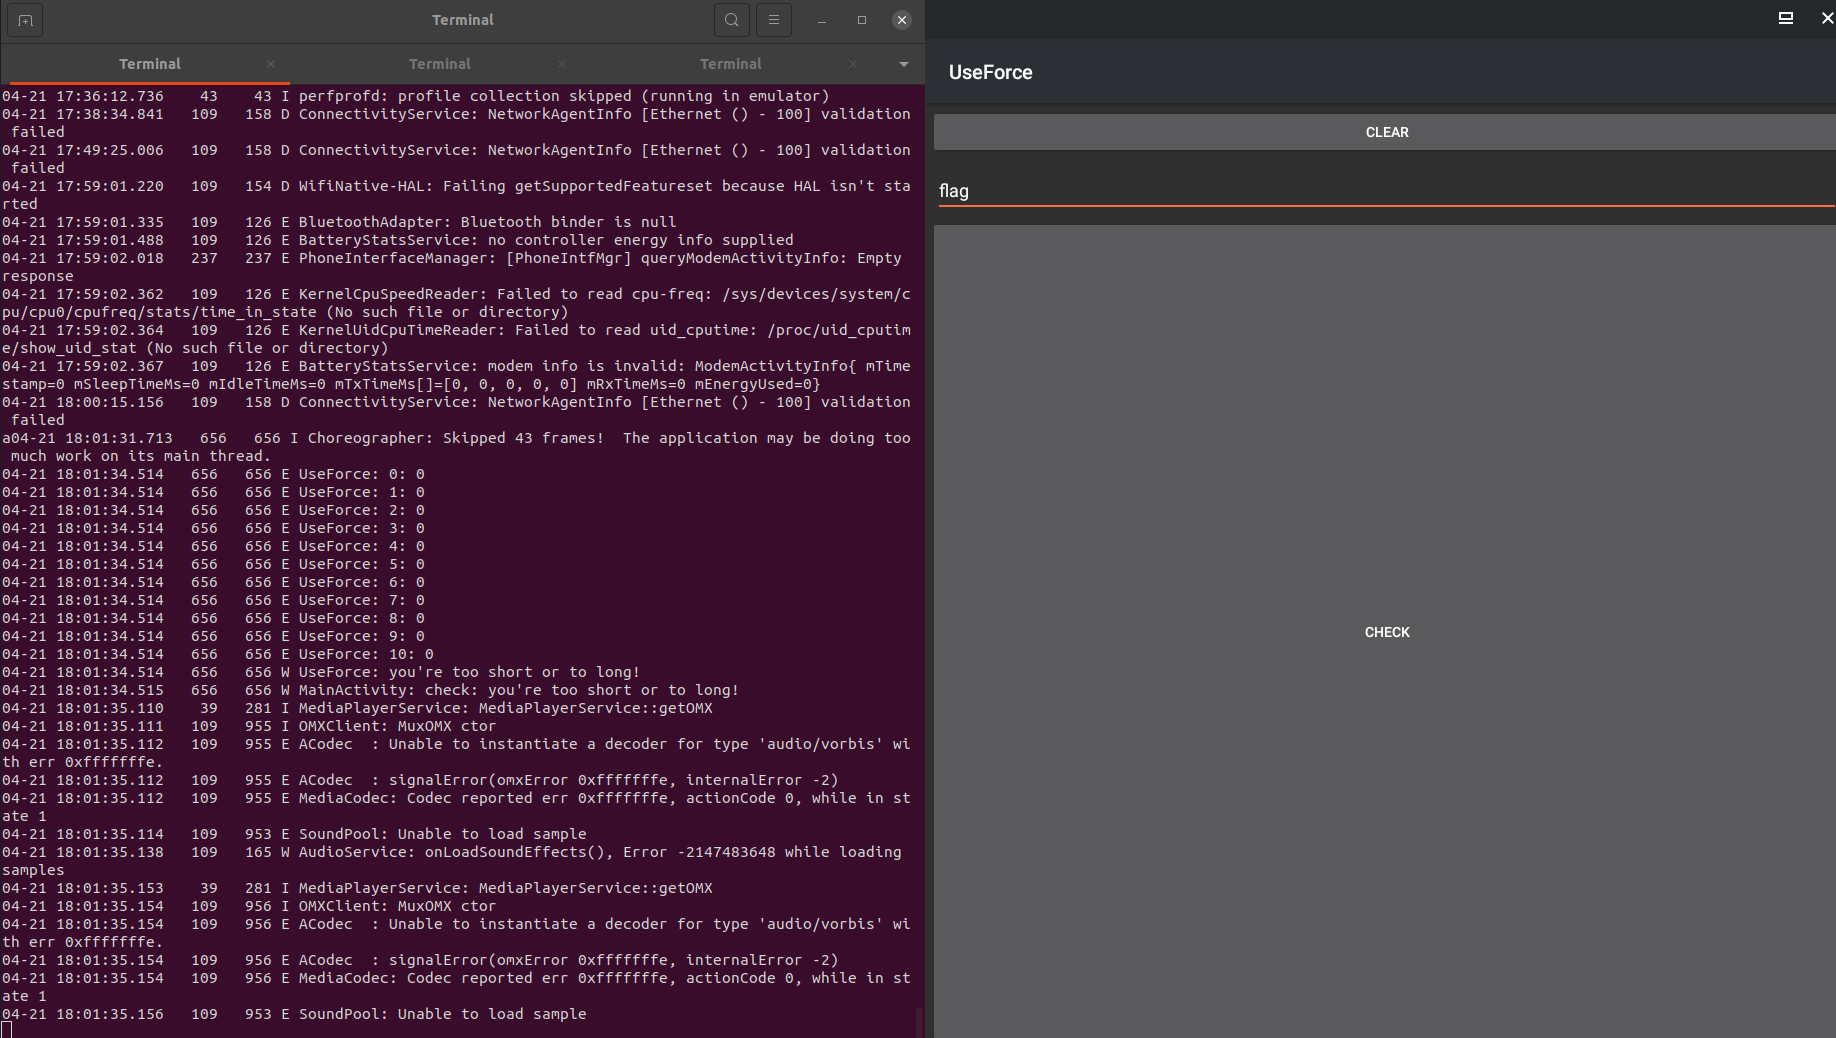 Terminal
Terminal
Terminal
Terminal
04-21 17:36:12.736    43    43 I perfprofd: profile collection skipped (running in emulator)
04-21 17:38:34.841   109   158 D ConnectivityService: NetworkAgentInfo [Ethernet () - 100] validation
 failed
04-21 17:49:25.006   109   158 D ConnectivityService: NetworkAgentInfo [Ethernet () - 100] validation
 failed
04-21 17:59:01.220   109   154 D WifiNative-HAL: Failing getSupportedFeatureset because HAL isn't sta
rted
04-21 17:59:01.335   109   126 E BluetoothAdapter: Bluetooth binder is null
04-21 17:59:01.488   109   126 E BatteryStatsService: no controller energy info supplied
04-21 17:59:02.018   237   237 E PhoneInterfaceManager: [PhoneIntfMgr] queryModemActivityInfo: Empty
response
04-21 17:59:02.362   109   126 E KernelCpuSpeedReader: Failed to read cpu-freq: /sys/devices/system/c
pu/cpu0/cpufreq/stats/time_in_state (No such file or directory)
04-21 17:59:02.364   109   126 E KernelUidCpuTimeReader: Failed to read uid_cputime: /proc/uid_cputim
e/show_uid_stat (No such file or directory)
04-21 17:59:02.367   109   126 E BatteryStatsService: modem info is invalid: ModemActivityInfo{ mTime
stamp=0 mSleepTimeMs=0 mIdleTimeMs=0 mTxTimeMs[]=[0, 0, 0, 0, 0] mRxTimeMs=0 mEnergyUsed=0}
04-21 18:00:15.156   109   158 D ConnectivityService: NetworkAgentInfo [Ethernet () - 100] validation
 failed
a04-21 18:01:31.713   656   656 I Choreographer: Skipped 43 frames!  The application may be doing too
 much work on its main thread.
04-21 18:01:34.514   656   656 E UseForce: 0: 0
04-21 18:01:34.514   656   656 E UseForce: 1: 0
04-21 18:01:34.514   656   656 E UseForce: 2: 0
04-21 18:01:34.514   656   656 E UseForce: 3: 0
04-21 18:01:34.514   656   656 E UseForce: 4: 0
04-21 18:01:34.514   656   656 E UseForce: 5: 0
04-21 18:01:34.514   656   656 E UseForce: 6: 0
04-21 18:01:34.514   656   656 E UseForce: 7: 0
04-21 18:01:34.514   656   656 E UseForce: 8: 0
04-21 18:01:34.514   656   656 E UseForce: 9: 0
04-21 18:01:34.514   656   656 E UseForce: 10: 0
04-21 18:01:34.514   656   656 W UseForce: you're too short or to long!
04-21 18:01:34.515   656   656 W MainActivity: check: you're too short or to long!
04-21 18:01:35.110    39   281 I MediaPlayerService: MediaPlayerService::getOMX
04-21 18:01:35.111   109   955 I OMXClient: MuxOMX ctor
04-21 18:01:35.112   109   955 E ACodec  : Unable to instantiate a decoder for type 'audio/vorbis' wi
th err 0xfffffffe.
04-21 18:01:35.112   109   955 E ACodec  : signalError(omxError 0xfffffffe, internalError -2)
04-21 18:01:35.112   109   955 E MediaCodec: Codec reported err 0xfffffffe, actionCode 0, while in st
ate 1
04-21 18:01:35.114   109   953 E SoundPool: Unable to load sample
04-21 18:01:35.138   109   165 W AudioService: onLoadSoundEffects(), Error -2147483648 while loading
samples
04-21 18:01:35.153    39   281 I MediaPlayerService: MediaPlayerService::getOMX
04-21 18:01:35.154   109   956 I OMXClient: MuxOMX ctor
04-21 18:01:35.154   109   956 E ACodec  : Unable to instantiate a decoder for type 'audio/vorbis' wi
th err 0xfffffffe.
04-21 18:01:35.154   109   956 E ACodec  : signalError(omxError 0xfffffffe, internalError -2)
04-21 18:01:35.154   109   956 E MediaCodec: Codec reported err 0xfffffffe, actionCode 0, while in st
ate 1
04-21 18:01:35.156   109   953 E SoundPool: Unable to load sample
UseForce
CLEAR
flag
CHECK